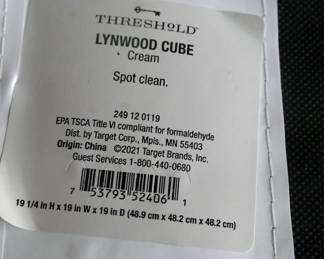 THRESHOLD
LYNWOOD CUBE
Cream
Spot clean.
249 12 0119
EPA TSCA Title VI compliant for formaldehyde
Dist. by Target Corp., Mpls., MN 55403
Origin: China ©2021 Target Brands, Inc.
Guest Services 1-800-440-0680
7 53793 52406 1
19 1/4 in H x 19 in W x 19 in D (48.9 cm x 48.2 cm x 48.2 cm)